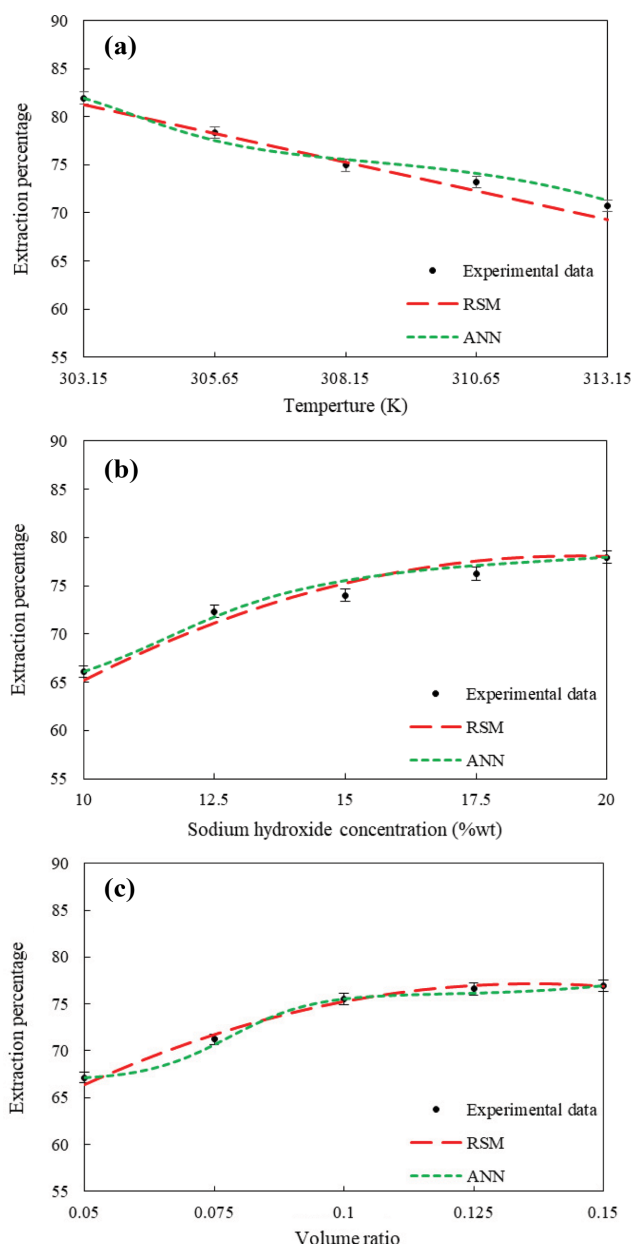 (a)
Extraction percentage
90
85
80
75
70
65
60
55
Experimental data
RSM
ANN
303.15 305.65 308.15 310.65 313.15
Temperture (K)
(b)
Extraction percentage
90
85
80
75
70
65
60
55
Experimental data
RSM
ANN
10 12.5 15 17.5 20
Sodium hydroxide concentration (%wt)
(c)
Extraction percentage
90
85
80
75
70
65
60
55
Experimental data
RSM
ANN
0.05 0.075 0.1 0.125 0.15
Volume ratio